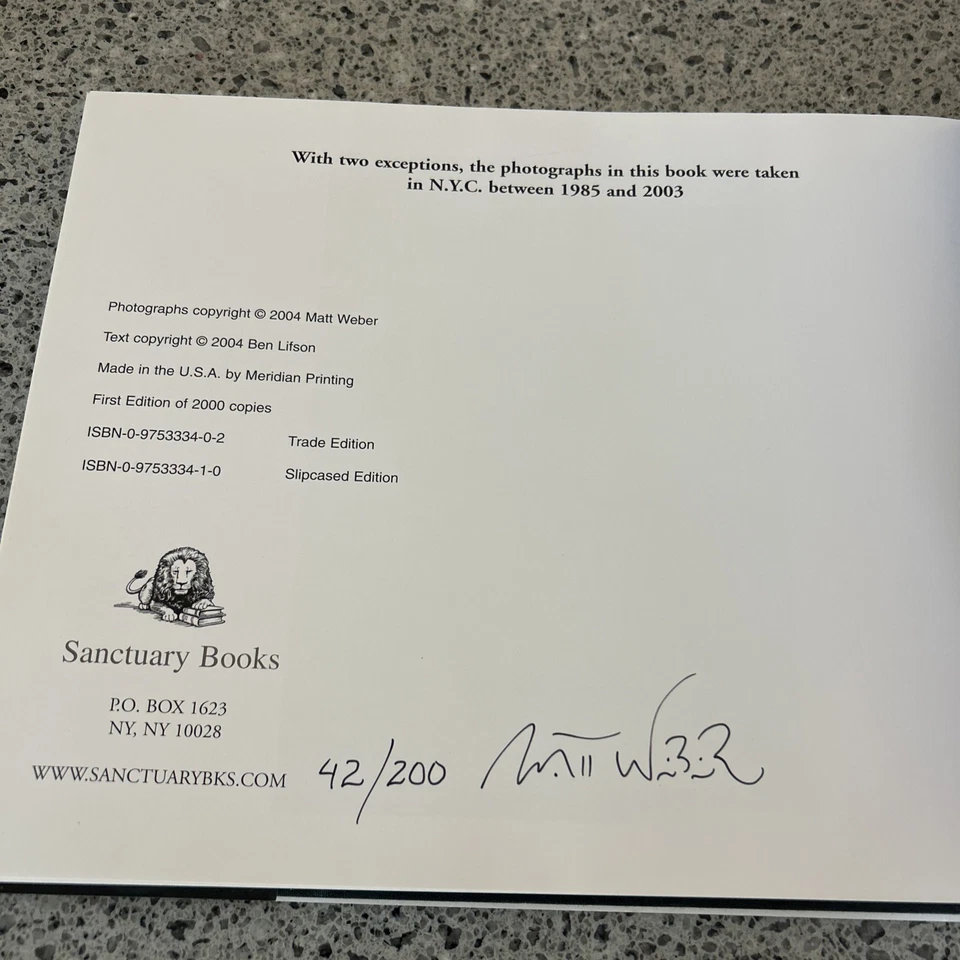 With two exceptions, the photographs in this book were taken
in N.Y.C. between 1985 and 2003
Photographs copyright © 2004 Matt Weber
Text copyright © 2004 Ben Lifson
Made in the U.S.A. by Meridian Printing
First Edition of 2000 copies
ISBN-0-9753334-0-2 Trade Edition
ISBN-0-9753334-1-0 Slipcased Edition
Sanctuary Books
P.O. BOX 1623
NY, NY 10028
WWW.SANCTUARYBKS.COM
42/200 Matt Weber